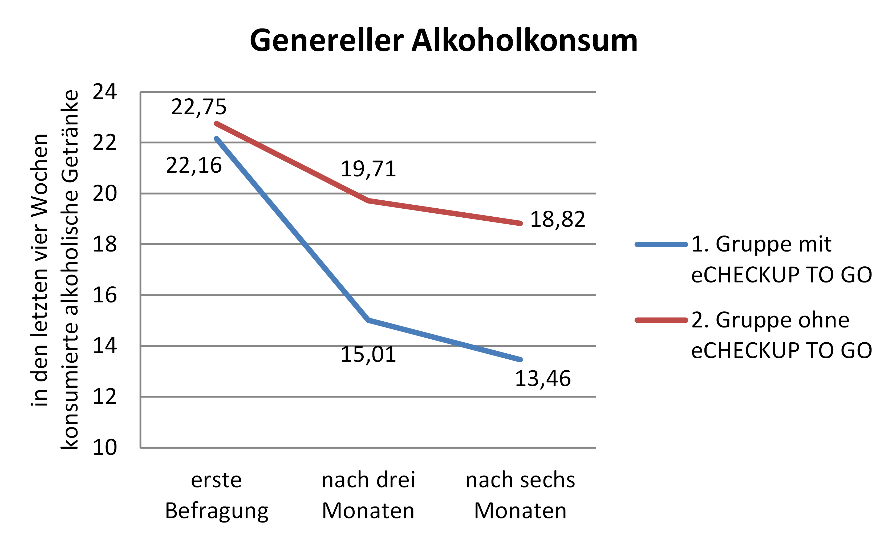 Genereller Alkoholkonsum
in den letzten vier Wochen
konsumierte alkoholische Getränke
24
22
20
18
16
14
12
10
22,75
22,16
19,71
18,82
15,01
13,46
erste
Befragung
nach drei
Monaten
nach sechs
Monaten
1. Gruppe mit
eCHECKUP TO GO
2. Gruppe ohne
eCHECKUP TO GO